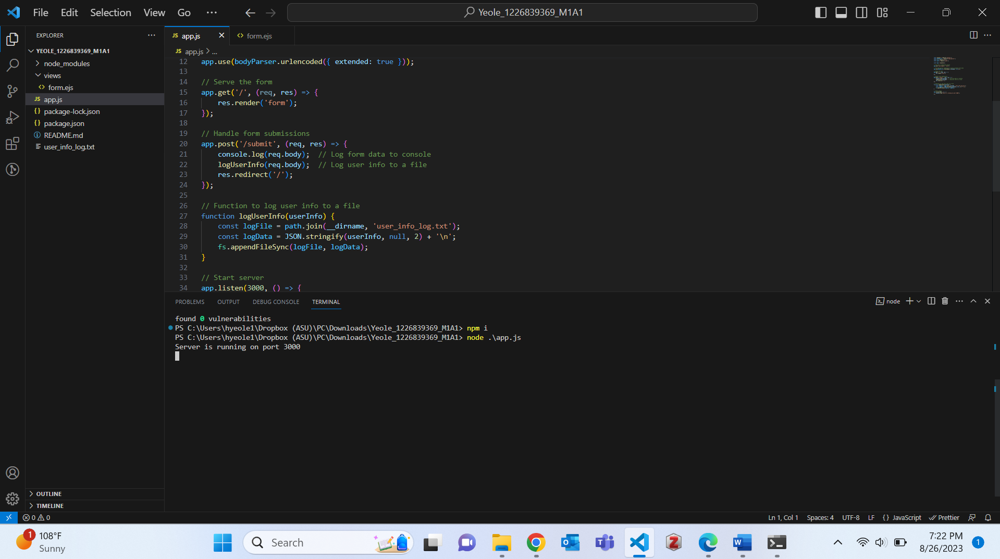 File Edit Selection View Go ··· Yeole_1226839369_M1A1
EXPLORER
YEOLE_1226839369_M1A1
node_modules
views
<> form.ejs
JS app.js
{} package-lock.json
{} package.json
README.md
user_info_log.txt
OUTLINE
TIMELINE
JS app.js <> form.ejs
JS app.js > ...
12 app.use(bodyParser.urlencoded({ extended: true }));
13
14 // Serve the form
15 app.get('/', (req, res) => {
16     res.render('form');
17 });
18
19 // Handle form submissions
20 app.post('/submit', (req, res) => {
21     console.log(req.body);  // Log form data to console
22     logUserInfo(req.body);  // Log user info to a file
23     res.redirect('/');
24 });
25
26 // Function to log user info to a file
27 function logUserInfo(userInfo) {
28     const logFile = path.join(__dirname, 'user_info_log.txt');
29     const logData = JSON.stringify(userInfo, null, 2) + '\n';
30     fs.appendFileSync(logFile, logData);
31 }
32
33 // Start server
34 app.listen(3000, () => {
PROBLEMS OUTPUT DEBUG CONSOLE TERMINAL node
found 0 vulnerabilities
PS C:\Users\hyeole1\Dropbox (ASU)\PC\Downloads\Yeole_1226839369_M1A1> npm i
PS C:\Users\hyeole1\Dropbox (ASU)\PC\Downloads\Yeole_1226839369_M1A1> node .\app.js
Server is running on port 3000
0 0 Ln 1, Col 1 Spaces: 4 UTF-8 LF {} JavaScript Prettier
1 108°F
Sunny
Search
7:22 PM
8/26/2023
1